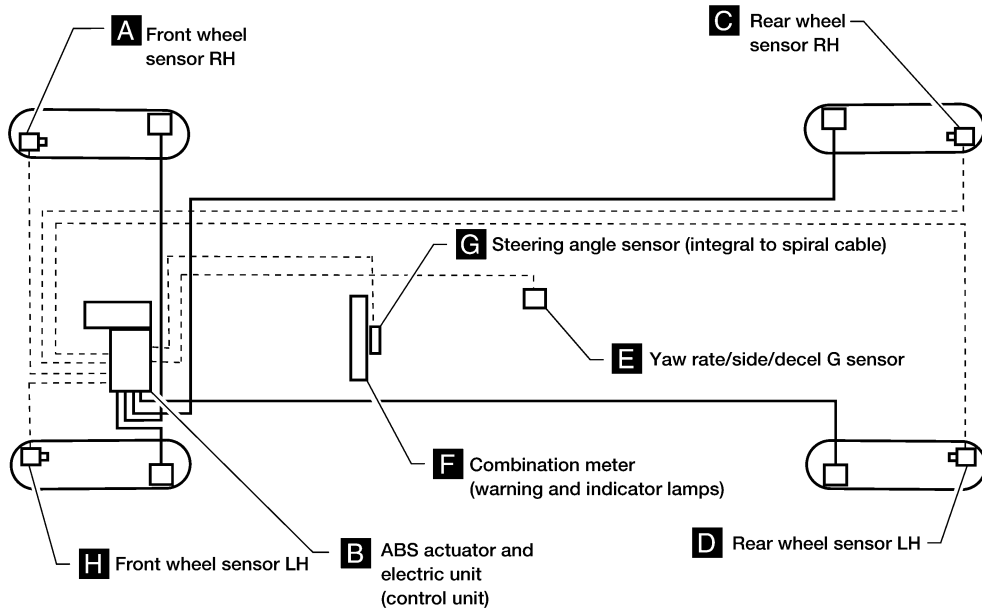 A Front wheel
sensor RH
C Rear wheel
sensor RH
G Steering angle sensor (integral to spiral cable)
E Yaw rate/side/decel G sensor
F Combination meter
(warning and indicator lamps)
H Front wheel sensor LH
B ABS actuator and
electric unit
(control unit)
D Rear wheel sensor LH